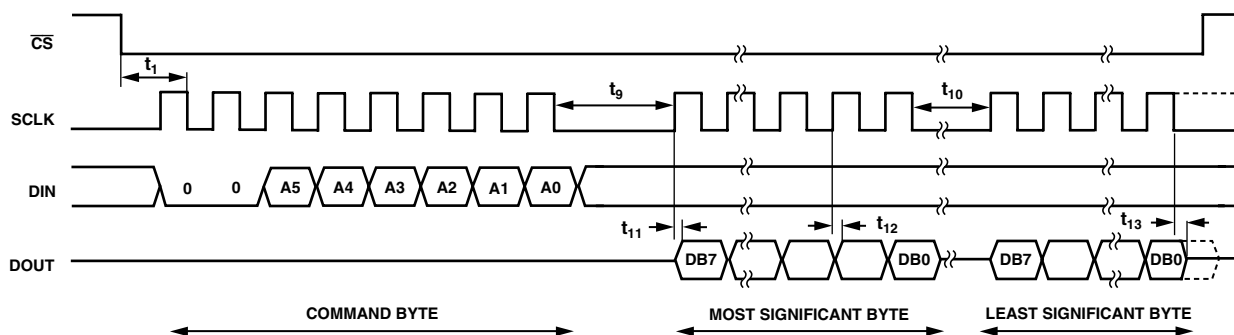 CS
t1
t9
t10
SCLK
DIN
0 0 A5 A4 A3 A2 A1 A0
t11
t12
t13
DOUT
DB7 DB0 DB7 DB0
COMMAND BYTE
MOST SIGNIFICANT BYTE
LEAST SIGNIFICANT BYTE